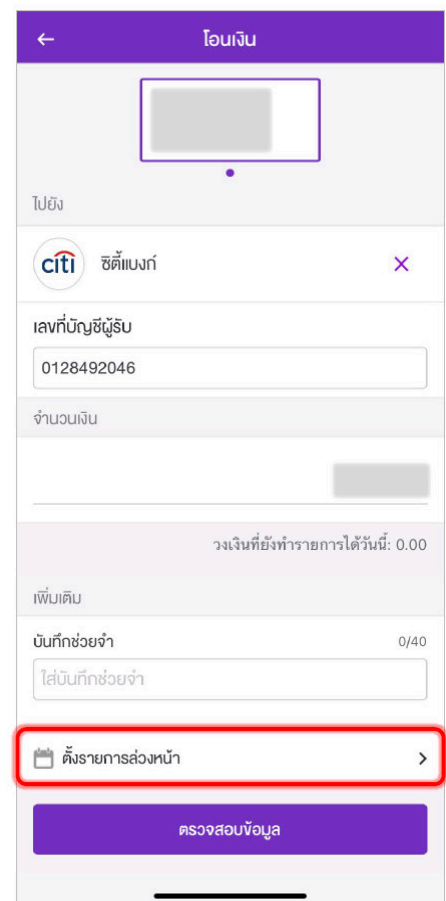 โอนเงิน
ไปยัง
citi ซิตี้แบงก์
เลขที่บัญชีผู้รับ
0128492046
จำนวนเงิน
วงเงินที่ยังทำรายการได้วันนี้: 0.00
เพิ่มเติม
บันทึกช่วยจำ 0/40
ใส่บันทึกช่วยจำ
ตั้งรายการล่วงหน้า
ตรวจสอบข้อมูล